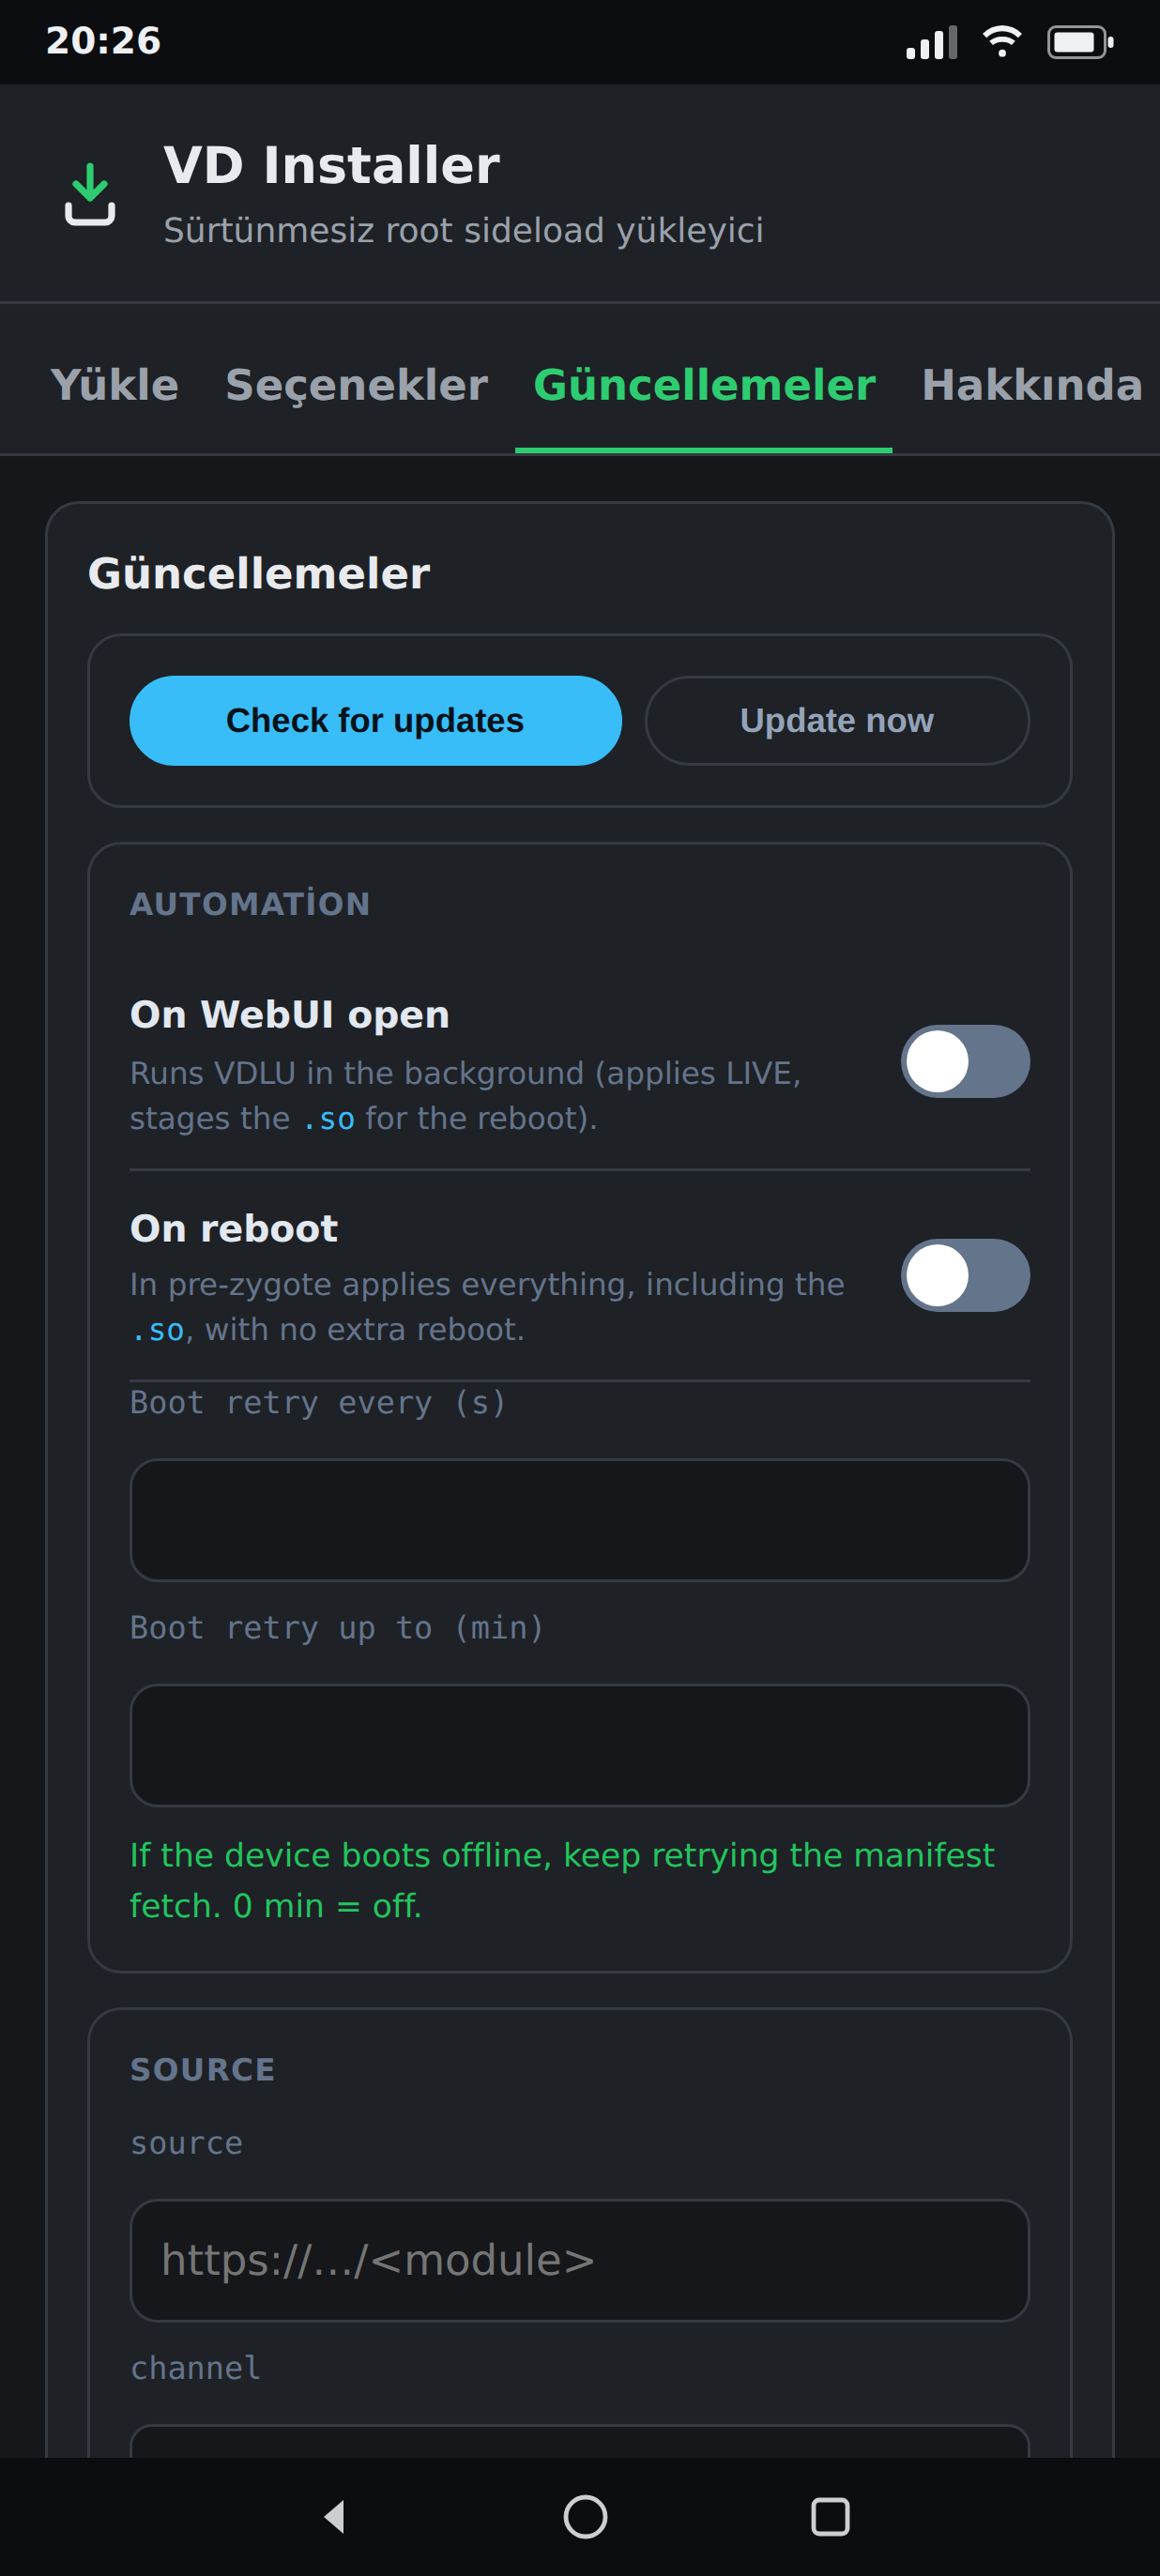 20:26
VD Installer
Sürtünmesiz root sideload yükleyici
Yükle Seçenekler Güncellemeler Hakkında
Güncellemeler
Check for updates Update now
AUTOMATİON
On WebUI open
Runs VDLU in the background (applies LIVE,
stages the .so for the reboot).
On reboot
In pre-zygote applies everything, including the
.so, with no extra reboot.
Boot retry every (s)
Boot retry up to (min)
If the device boots offline, keep retrying the manifest
fetch. 0 min = off.
SOURCE
source
https://…/<module>
channel